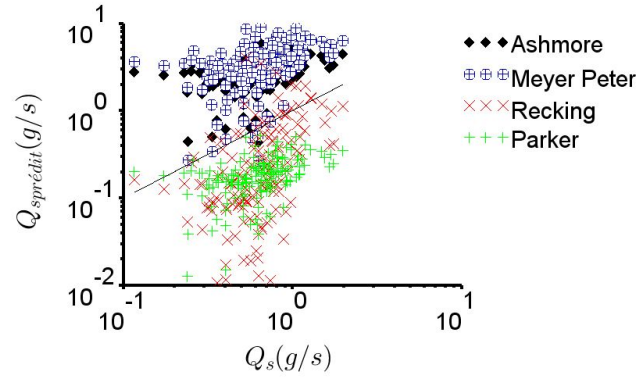 10^1
10^0
10^-1
10^-2
Q_{sprédit}(g/s)
10^-1
10^0
10^1
Q_s(g/s)
Ashmore
Meyer Peter
Recking
Parker